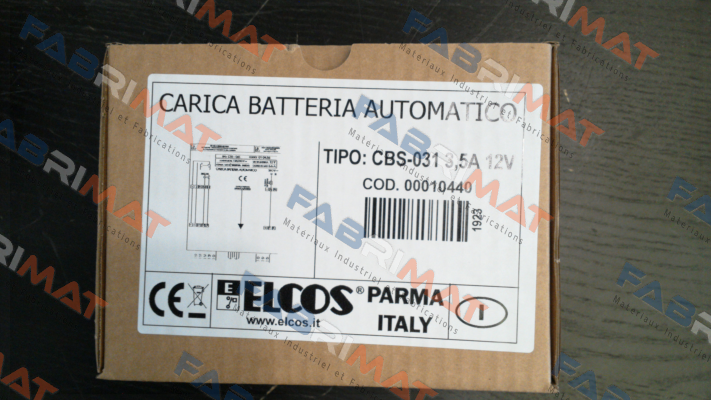 CARICA BATTERIA AUTOMATICO
TIPO: CBS-031 3,5A 12V
COD. 00010440
1923
CE
E ELCOS® PARMA
ITALY
www.elcos.it
I
FABRIMAT
Materiaux Industriel et Fabrications